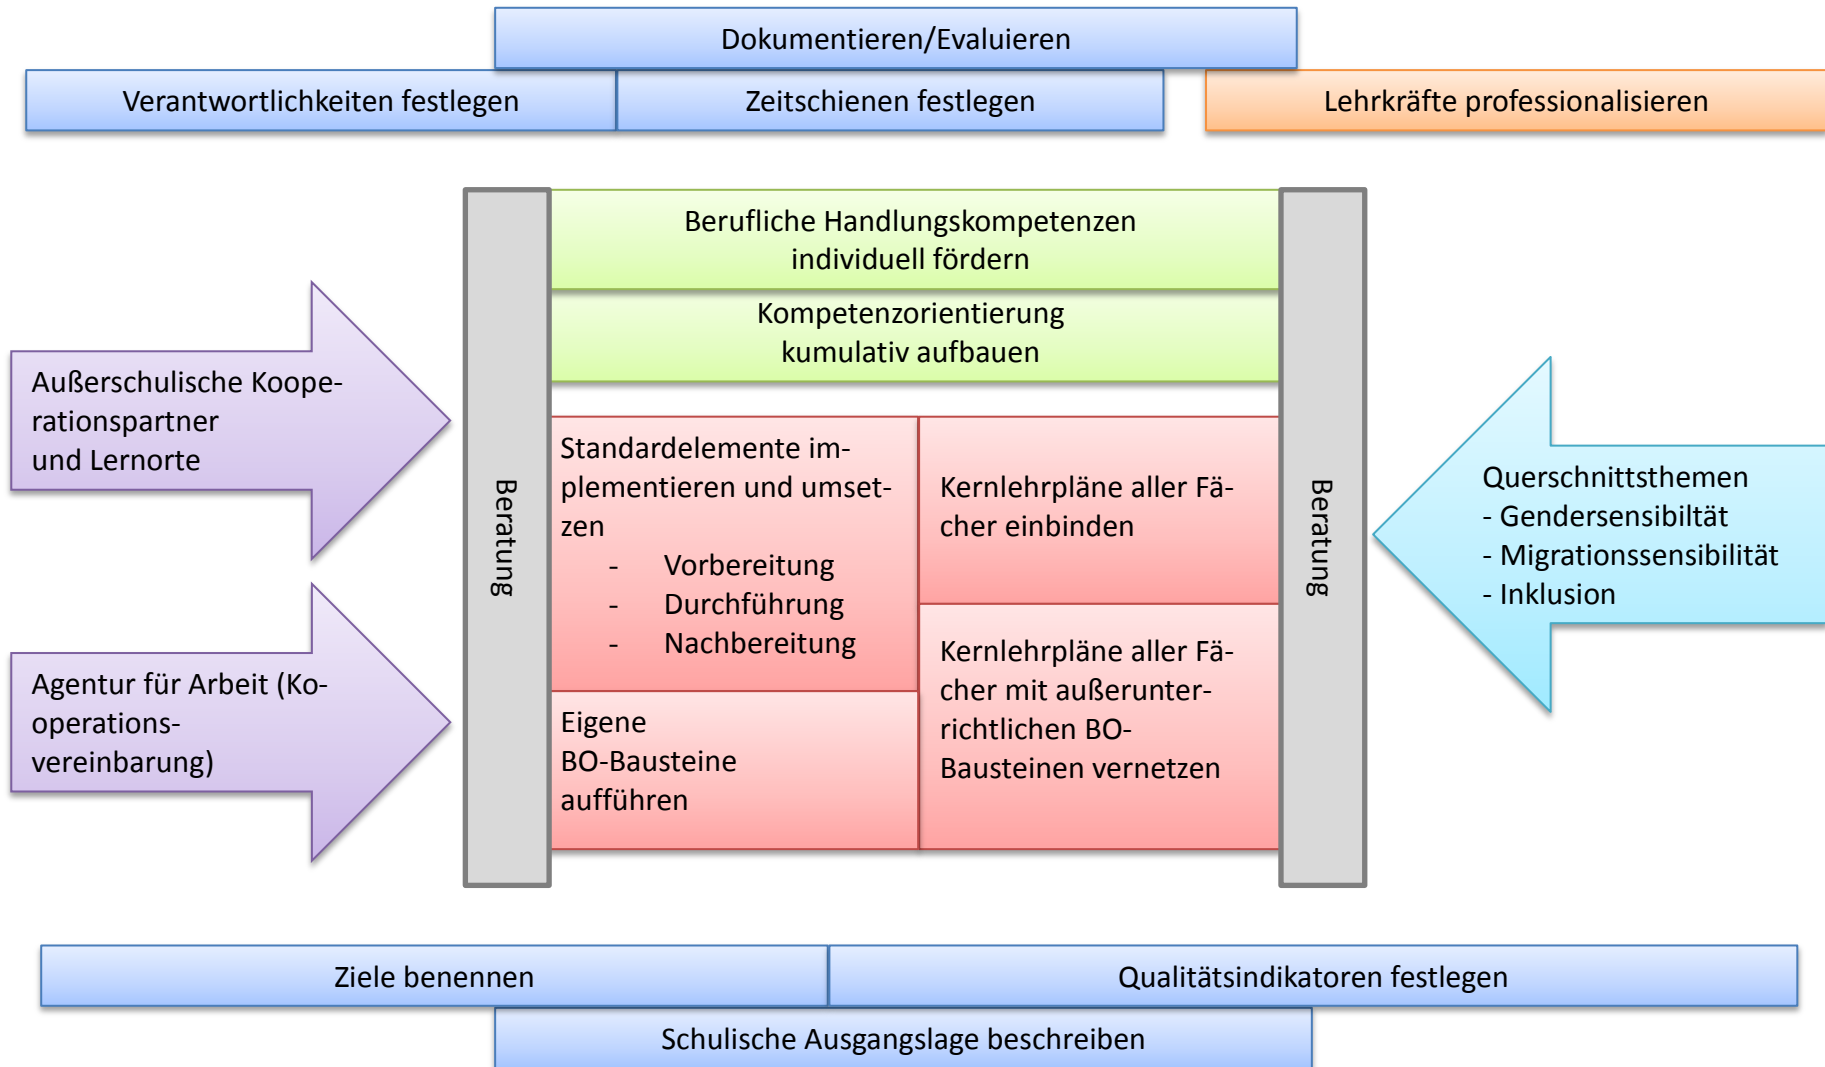 Dokumentieren/Evaluieren
Verantwortlichkeiten festlegen
Zeitschienen festlegen
Lehrkräfte professionalisieren
Berufliche Handlungskompetenzen
individuell fördern
Kompetenzorientierung
kumulativ aufbauen
Außerschulische Koope-
rationspartner
und Lernorte
Agentur für Arbeit (Ko-
operations-
vereinbarung)
Beratung
Standardelemente im-
plementieren und umset-
zen
- Vorbereitung
- Durchführung
- Nachbereitung
Eigene
BO-Bausteine
aufführen
Kernlehrpläne aller Fä-
cher einbinden
Kernlehrpläne aller Fä-
cher mit außerunter-
richtlichen BO-
Bausteinen vernetzen
Beratung
Querschnittsthemen
- Gendersensibiltät
- Migrationssensibilität
- Inklusion
Ziele benennen
Qualitätsindikatoren festlegen
Schulische Ausgangslage beschreiben